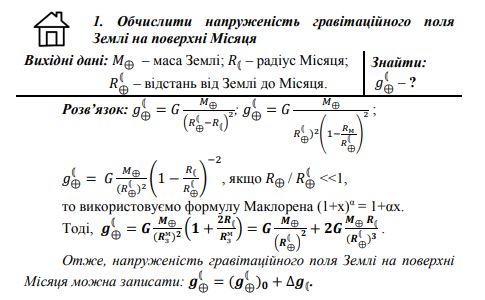 1. Обчислити напруженість гравітаційного поля
Землі на поверхні Місяця
Вихідні дані: M⊕ – маса Землі; R☾ – радіус Місяця;
R⊕☾ – відстань від Землі до Місяця.
Знайти:
g⊕☾ – ?
Розв’язок: g⊕☾ = G M⊕/(R⊕☾−R☾)²; g⊕☾ = G M⊕/(R⊕☾)²(1−Rм/R⊕☾)² ;
g⊕☾ = G M⊕/(R⊕☾)² (1 − R☾/R⊕☾)⁻², якщо R⊕ / R⊕☾ <<1,
то використовуємо формулу Маклорена (1+x)ᵅ = 1+αx.
Тоді, g⊕☾ = G M⊕/(Rзм)² (1 + 2R☾/Rзм) = G M⊕/(R⊕☾)² + 2G M⊕ R☾/(R⊕☾)³ .
Отже, напруженість гравітаційного поля Землі на поверхні
Місяця можна записати: g⊕☾ = (g⊕☾)₀ + Δg☾.